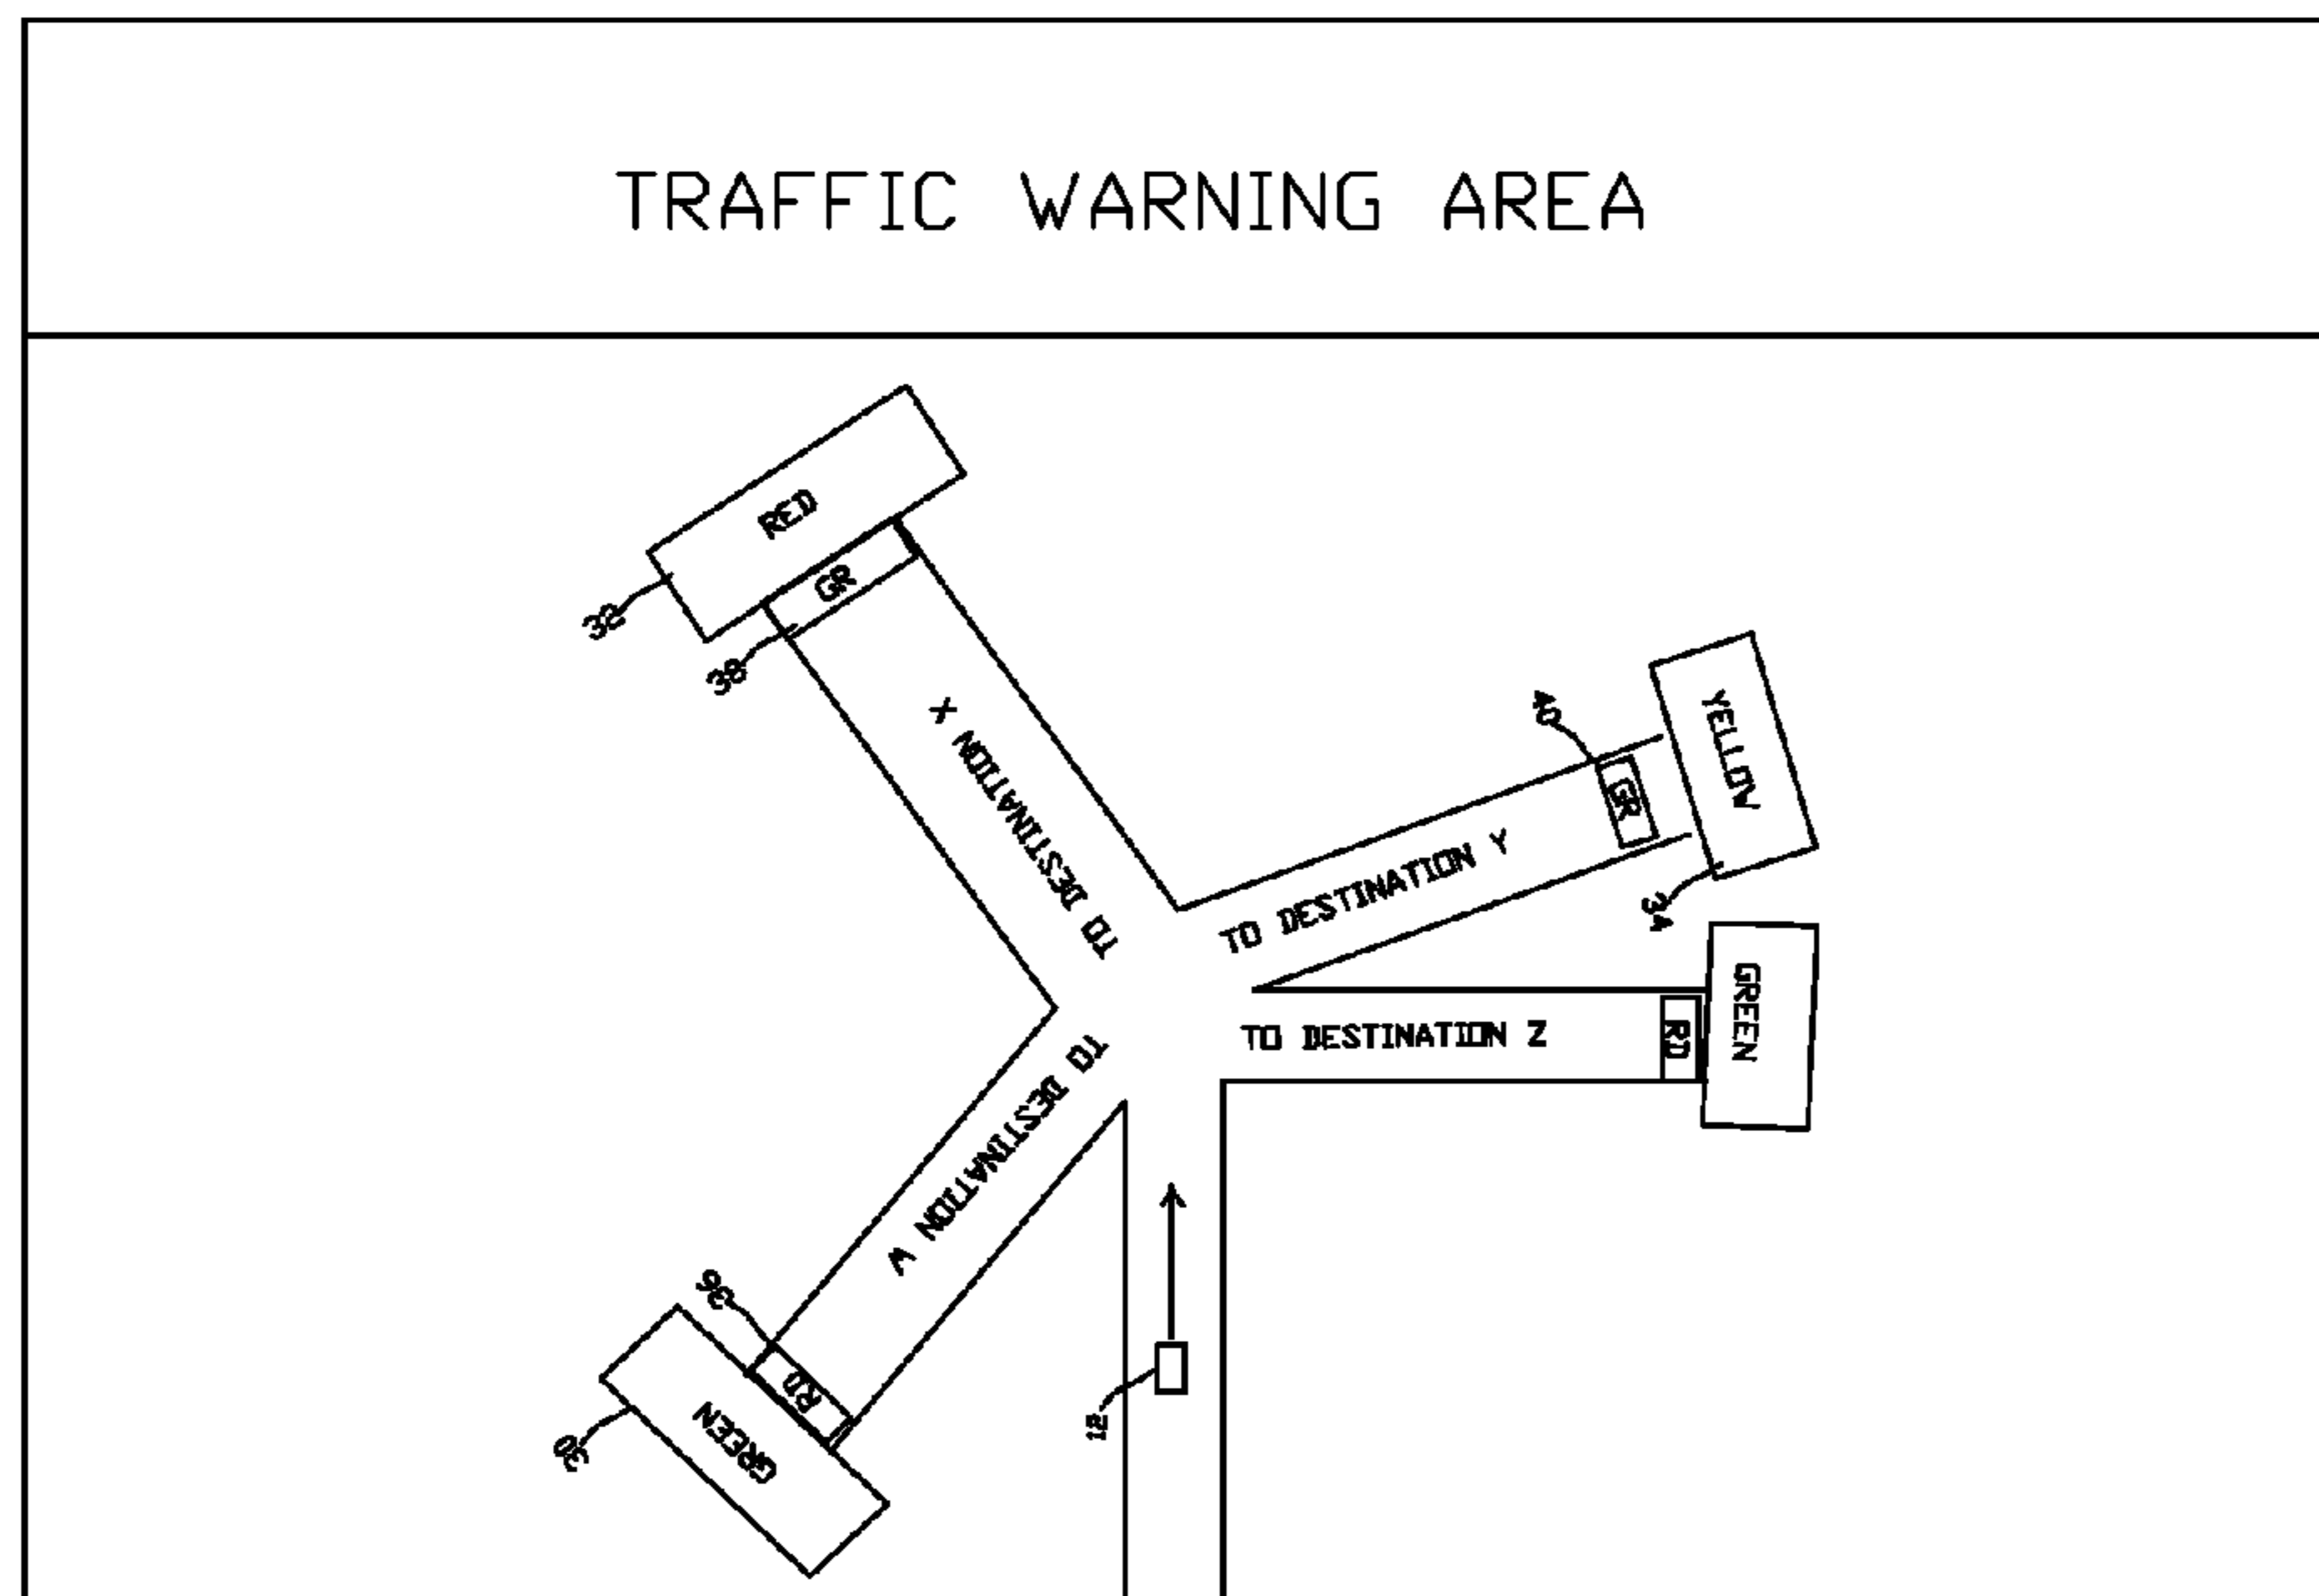 TRAFFIC WARNING AREA
RED
GR
32
38
TO DESTINATION X
40
YELLOW
GR
TO DESTINATION Y
34
GREEN
RD
TO DESTINATION Z
TO DESTINATION W
36
RD
GREEN
30
12